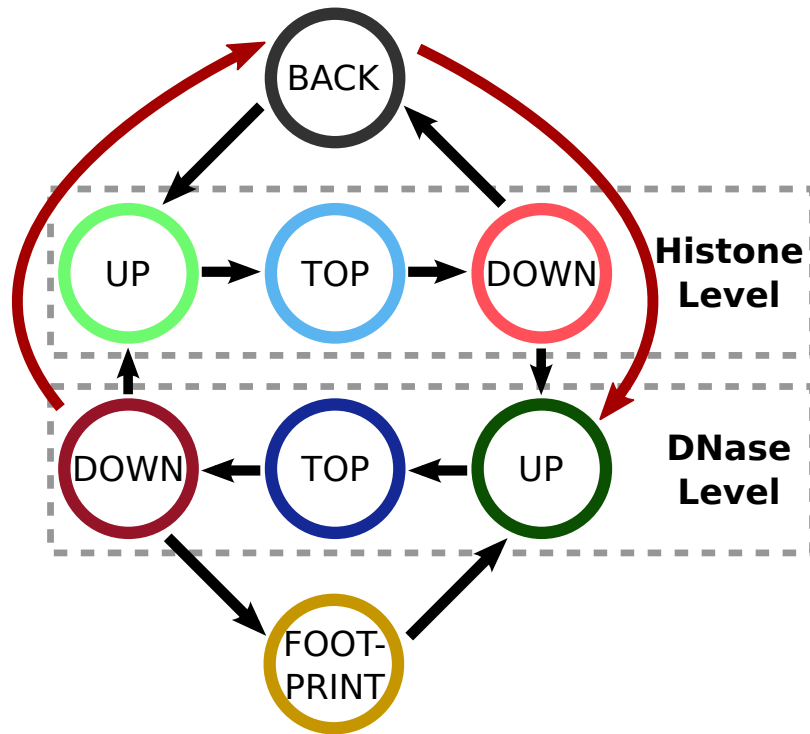 BACK
UP
TOP
DOWN
Histone
Level
DOWN
TOP
UP
DNase
Level
FOOT-
PRINT